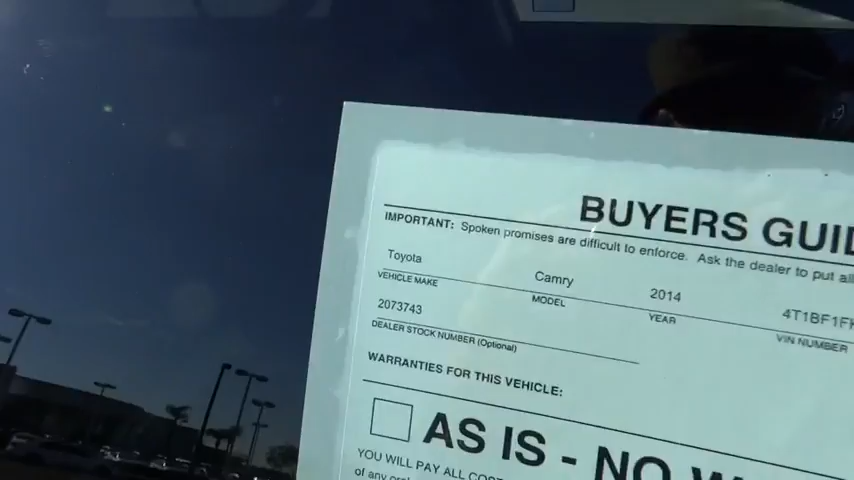 BUYERS
IMPORTANT: Spoken promises are difficult to enforce. Ask the dealer to put all
Toyota Camry 2014
VEHICLE MAKE MODEL YEAR VIN NUMBER
2073743
DEALER STOCK NUMBER (Optional)
WARRANTIES FOR THIS VEHICLE:
AS IS - NO
YOU WILL PAY ALL
of any